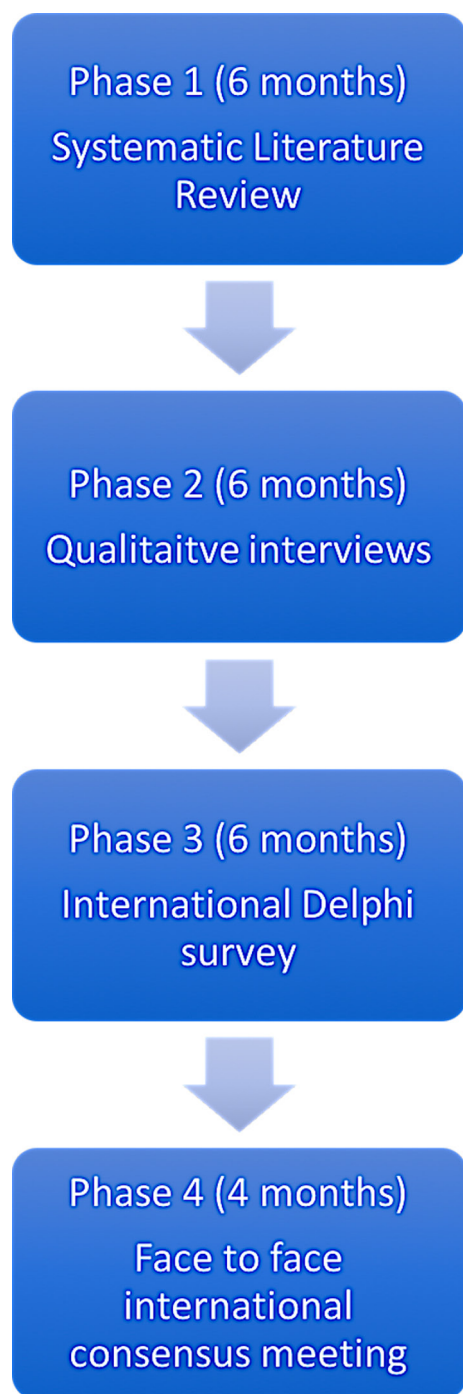 Phase 1 (6 months)
Systematic Literature
Review
Phase 2 (6 months)
Qualitaitve interviews
Phase 3 (6 months)
International Delphi
survey
Phase 4 (4 months)
Face to face
international
consensus meeting